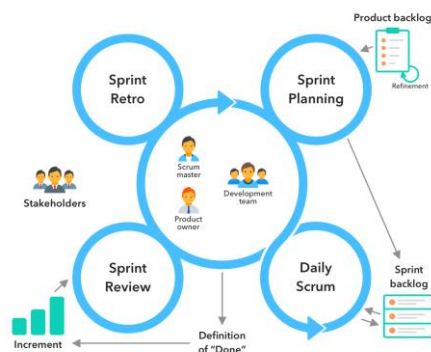 Product backlog
Refinement
Sprint
Retro
Sprint
Planning
Scrum
master
Development
team
Product
owner
Stakeholders
Sprint
Review
Daily
Scrum
Sprint
backlog
Increment
Definition
of "Done"